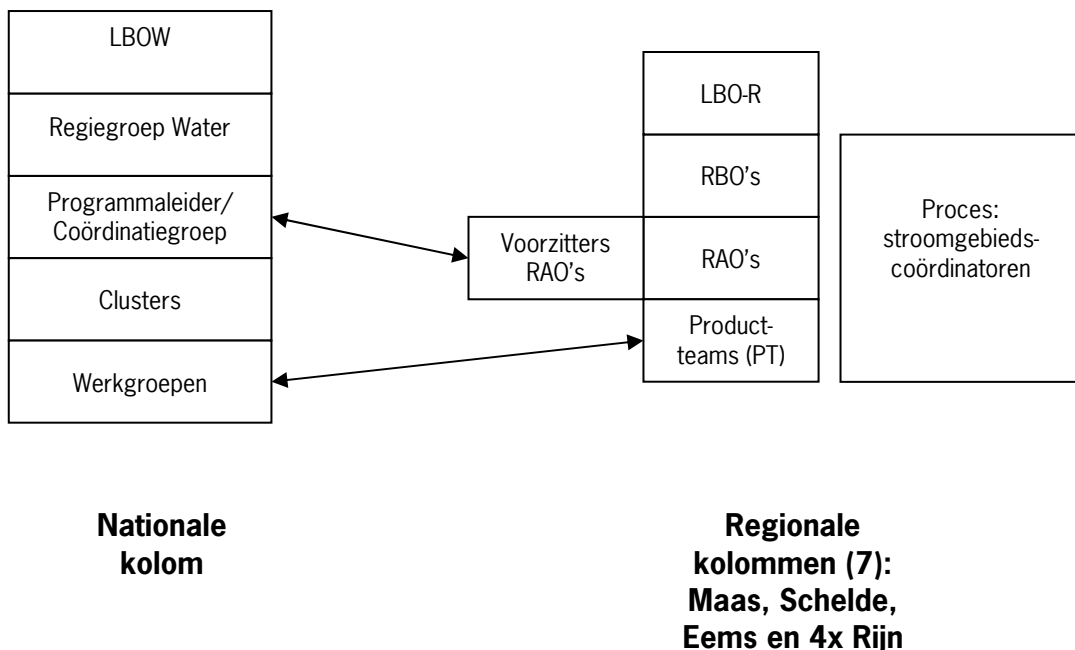 LBOW
Regiegroep Water
Programmaleider/
Coördinatiegroep
Clusters
Werkgroepen
Voorzitters
RAO's
LBO-R
RBO's
RAO's
Product-
teams (PT)
Proces:
stroomgebieds-
coördinatoren
Nationale
kolom
Regionale
kolommen (7):
Maas, Schelde,
Eems en 4x Rijn